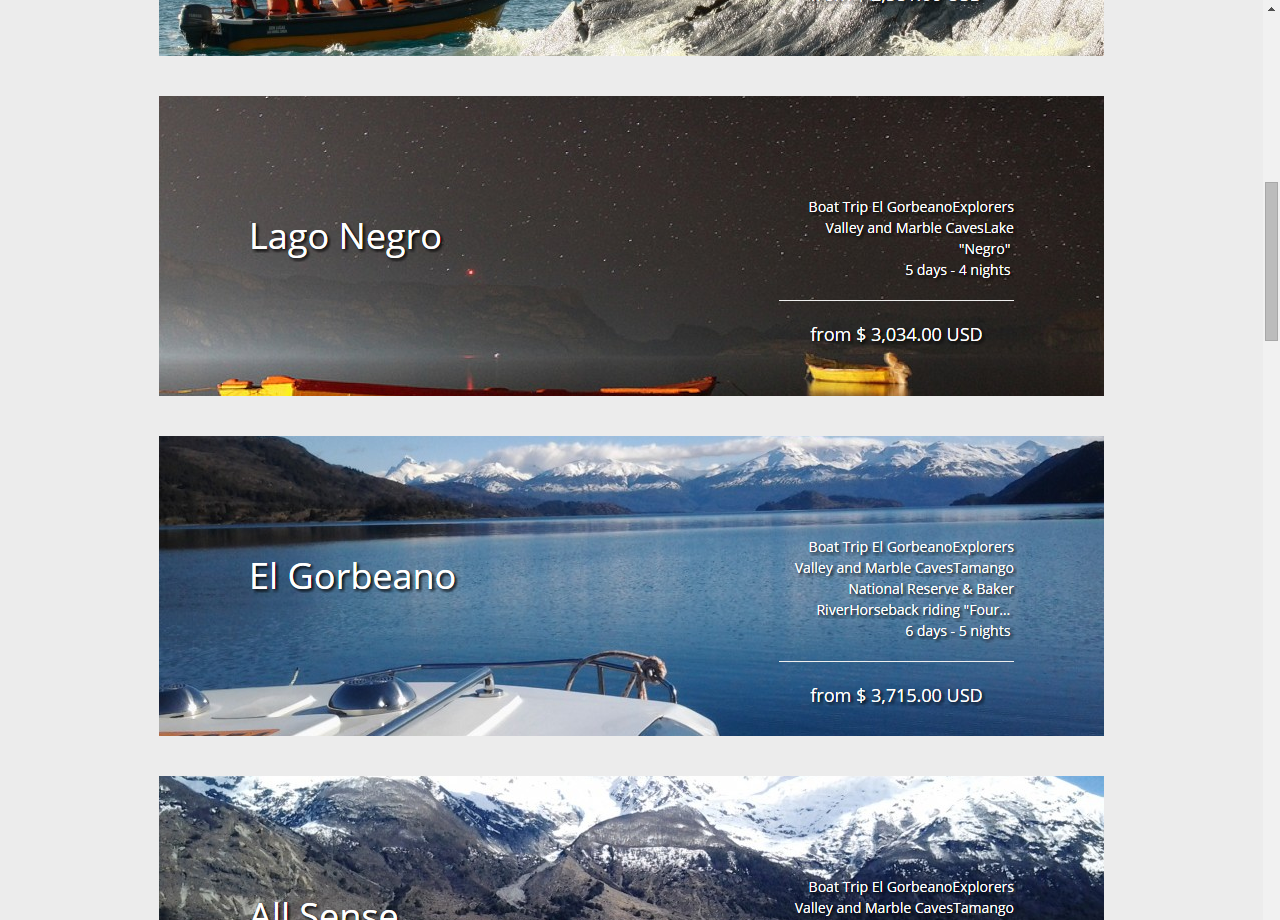 Lago Negro
Boat Trip El GorbeanoExplorers
Valley and Marble CavesLake
"Negro"
5 days - 4 nights
from $ 3,034.00 USD
El Gorbeano
Boat Trip El GorbeanoExplorers
Valley and Marble CavesTamango
National Reserve & Baker
RiverHorseback riding "Four...
6 days - 5 nights
from $ 3,715.00 USD
All Sense
Boat Trip El GorbeanoExplorers
Valley and Marble CavesTamango